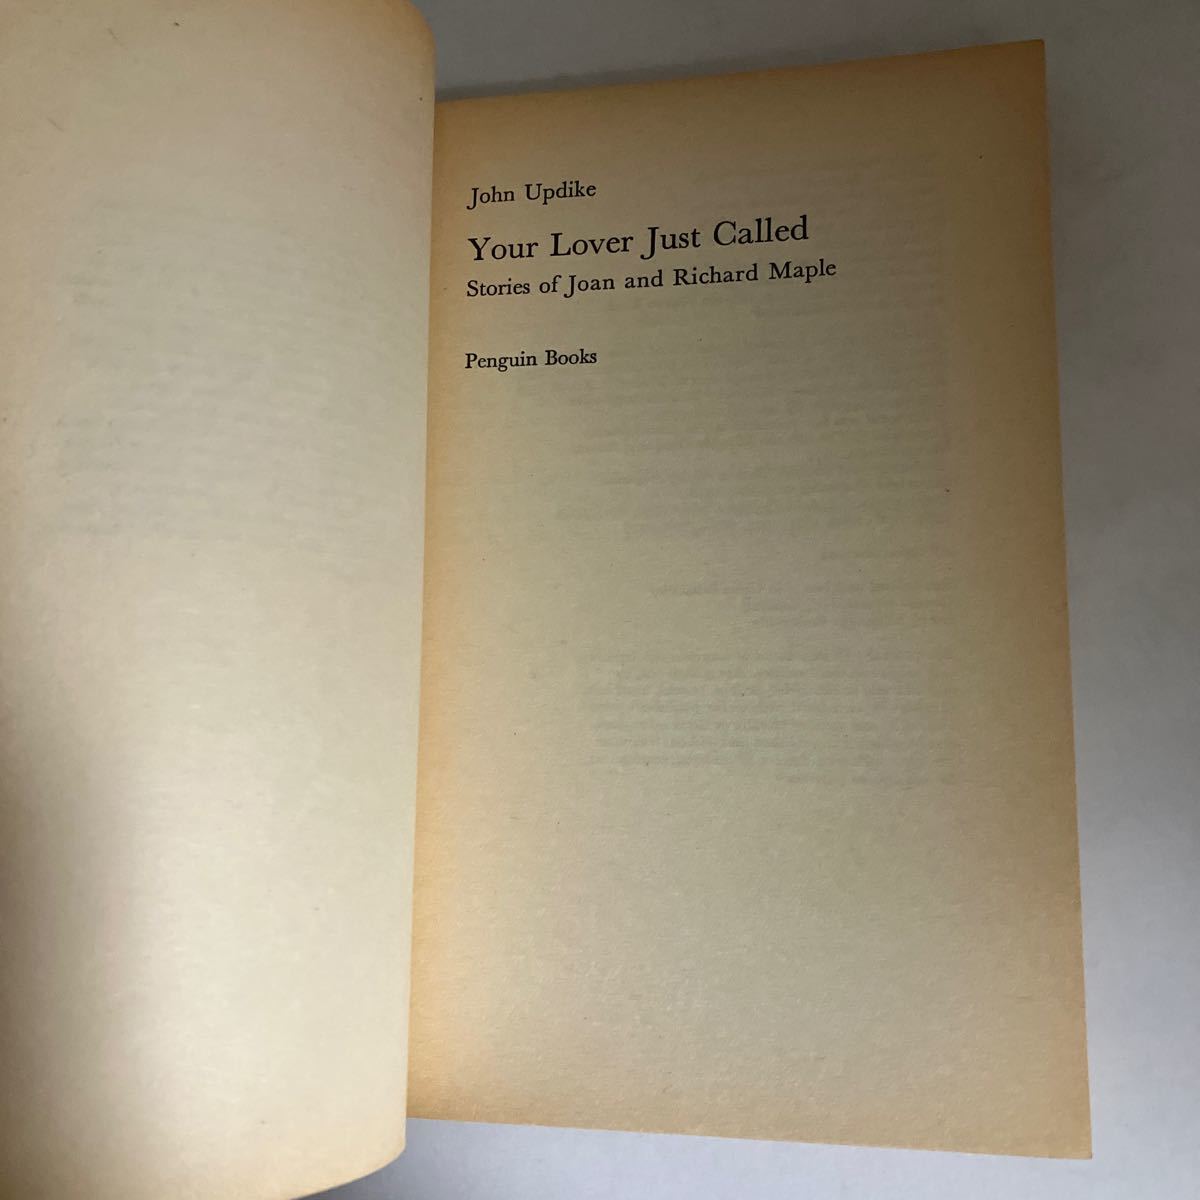 John Updike
Your Lover Just Called
Stories of Joan and Richard Maple
Penguin Books